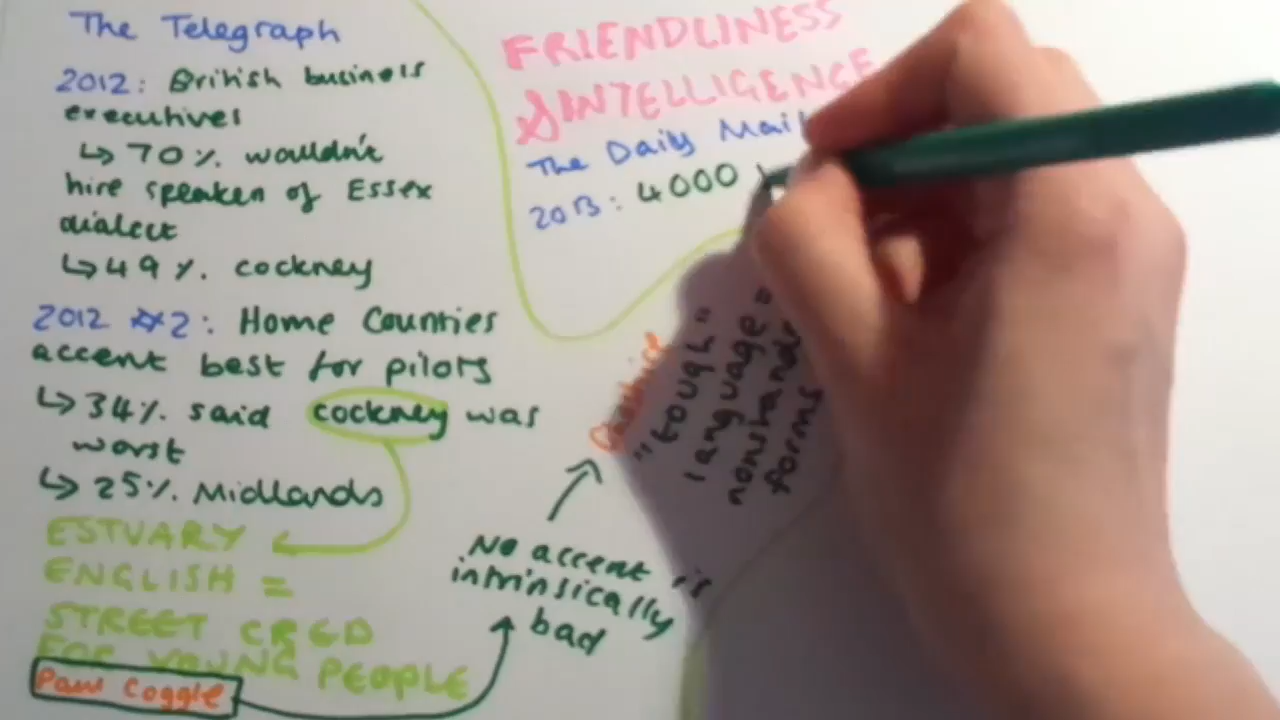 The Telegraph
2012: British business
executives
↳ 70% wouldn't
hire speakers of Essex
dialect
↳ 49% cockney
2012 #2: Home Counties
accent best for pilots
↳ 34% said cockney was
worst
↳ 25% Midlands
ESTUARY
ENGLISH =
STREET CRED
FOR YOUNG PEOPLE
Paul Coggle
No accent is
intrinsically
bad
"tough"
language =
forms
FRIENDLINESS
& INTELLIGENCE
The Daily Mail
2013: 4000